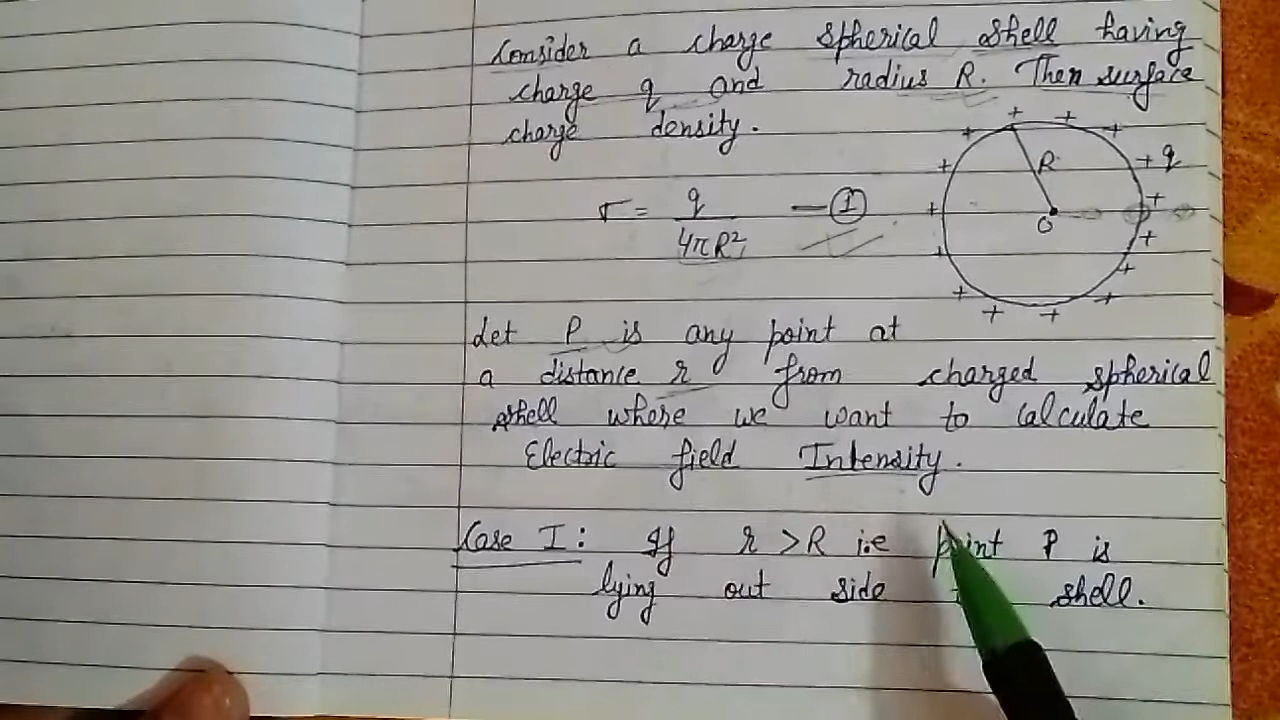 Consider a charge spherical shell having
charge q and radius R. Then surface
charge density.
σ = q / 4πR² — I
R
q
O
Let P is any point at
a distance r from charged spherical
shell where we want to calculate
Electric field Intensity.
Case I: If r > R i.e point P is
lying out side shell.